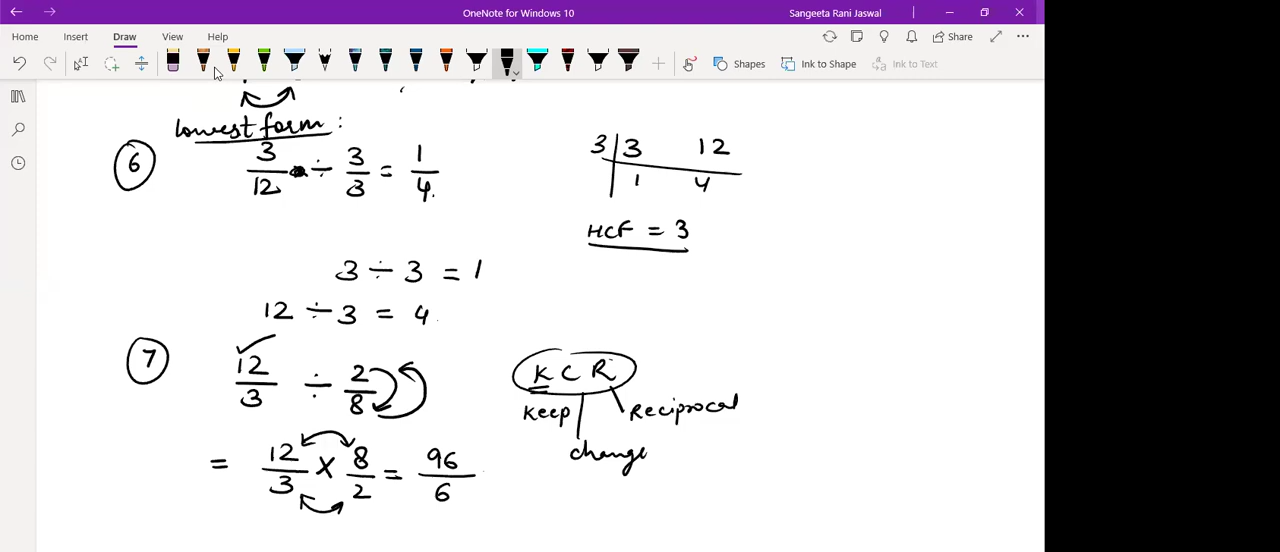 OneNote for Windows 10
Sangeeta Rani Jaswal
Home Insert Draw View Help
Share
Shapes
Ink to Shape
Ink to Text
lowest form :
6
3/12 ÷ 3/3 = 1/4
3 | 3 12
1 4
HCF = 3
3 ÷ 3 = 1
12 ÷ 3 = 4
7
12/3 ÷ 2/8
K C R
Keep
Reciprocal
change
= 12/3 × 8/2 = 96/6